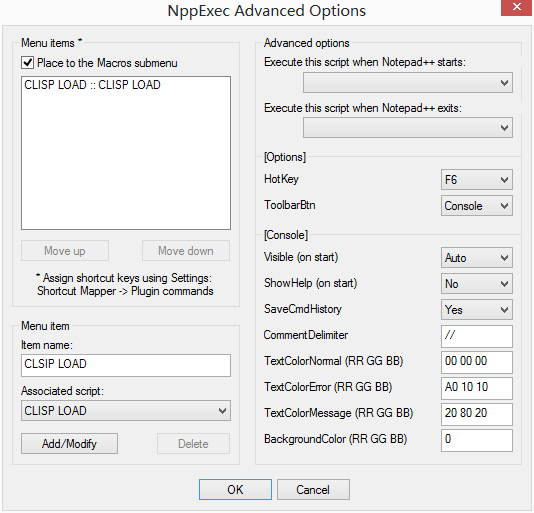 NppExec Advanced Options
Menu items *
Place to the Macros submenu
CLISP LOAD :: CLISP LOAD
Move up
Move down
* Assign shortcut keys using Settings:
Shortcut Mapper -> Plugin commands
Menu item
Item name:
CLSIP LOAD
Associated script:
CLISP LOAD
Add/Modify
Delete
Advanced options
Execute this script when Notepad++ starts:
Execute this script when Notepad++ exits:
[Options]
HotKey F6
ToolbarBtn Console
[Console]
Visible (on start) Auto
ShowHelp (on start) No
SaveCmdHistory Yes
CommentDelimiter //
TextColorNormal (RR GG BB) 00 00 00
TextColorError (RR GG BB) A0 10 10
TextColorMessage (RR GG BB) 20 80 20
BackgroundColor (RR GG BB) 0
OK
Cancel